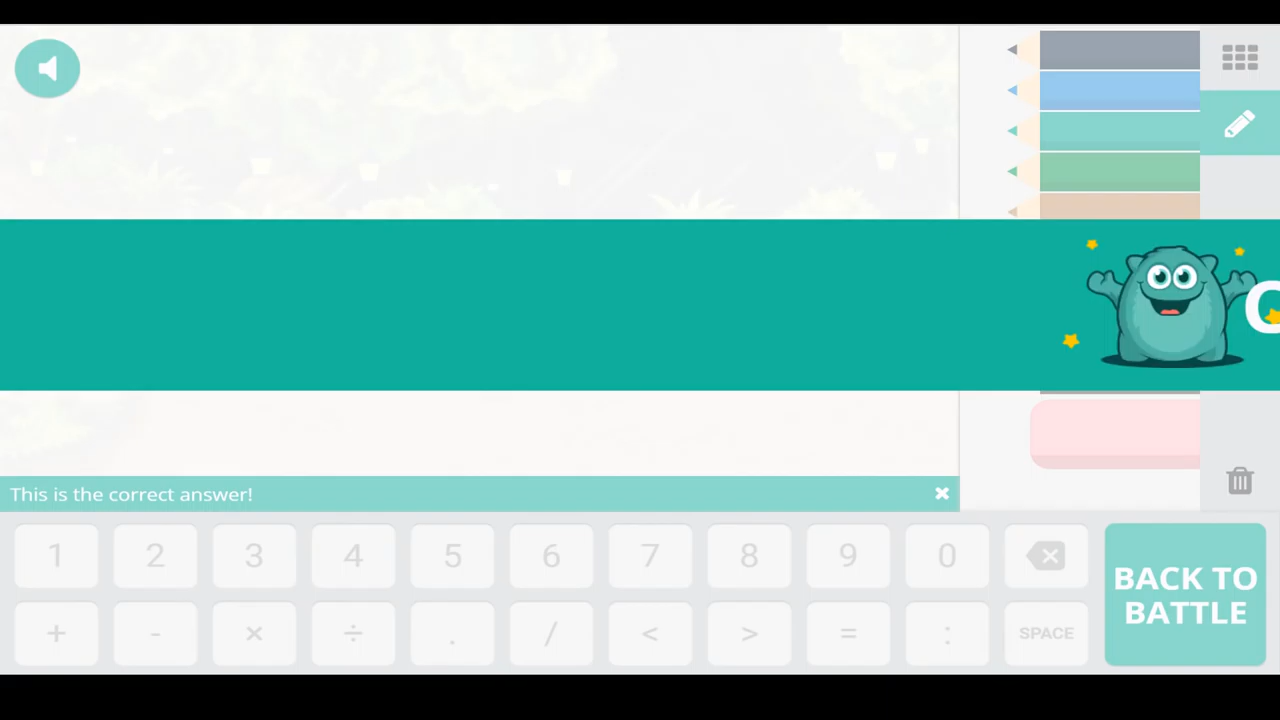 This is the correct answer!
1 2 3 4 5 6 7 8 9 0
+ - × ÷ . / < > = : SPACE
BACK TO
BATTLE